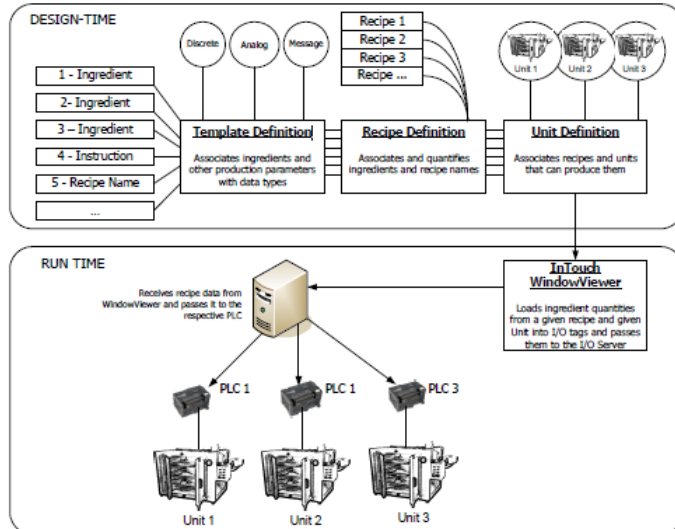 DESIGN-TIME
Discrete
Analog
Message
Recipe 1
Recipe 2
Recipe 3
Recipe ...
Unit 1
Unit 2
Unit 3
1 - Ingredient
2- Ingredient
3 – Ingredient
4 - Instruction
5 - Recipe Name
...
Template Definition
Associates ingredients and
other production parameters
with data types
Recipe Definition
Associates and quantifies
ingredients and recipe names
Unit Definition
Associates recipes and units
that can produce them
RUN TIME
InTouch
WindowViewer
Loads ingredient quantities
from a given recipe and given
Unit into I/O tags and passes
them to the I/O Server
Receives recipe data from
WindowViewer and passes it to the
respective PLC
PLC 1
PLC 1
PLC 3
Unit 1
Unit 2
Unit 3